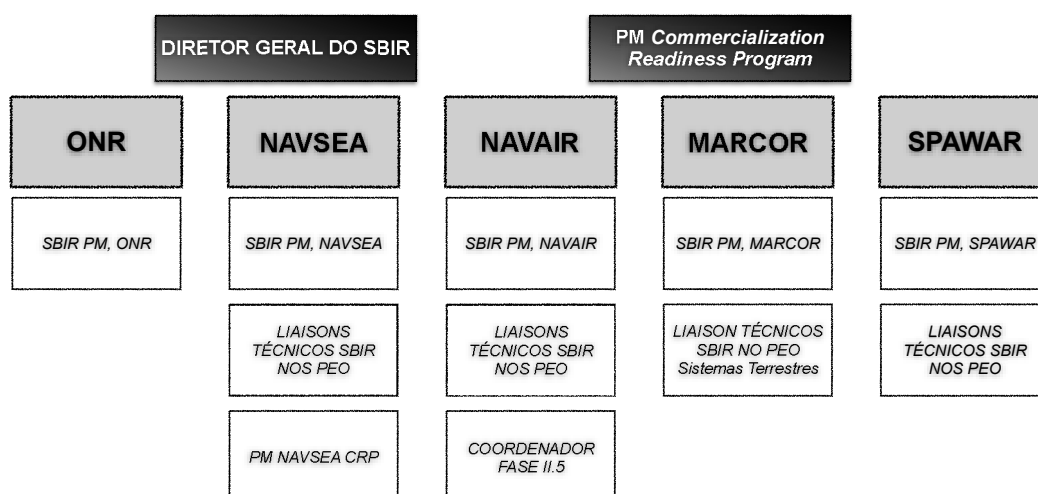 DIRETOR GERAL DO SBIR
PM Commercialization
Readiness Program
ONR
NAVSEA
NAVAIR
MARCOR
SPAWAR
SBIR PM, ONR
SBIR PM, NAVSEA
SBIR PM, NAVAIR
SBIR PM, MARCOR
SBIR PM, SPAWAR
LIAISONS
TÉCNICOS SBIR
NOS PEO
LIAISONS
TÉCNICOS SBIR
NOS PEO
LIAISON TÉCNICOS
SBIR NO PEO
Sistemas Terrestres
LIAISONS
TÉCNICOS SBIR
NOS PEO
PM NAVSEA CRP
COORDENADOR
FASE II.5